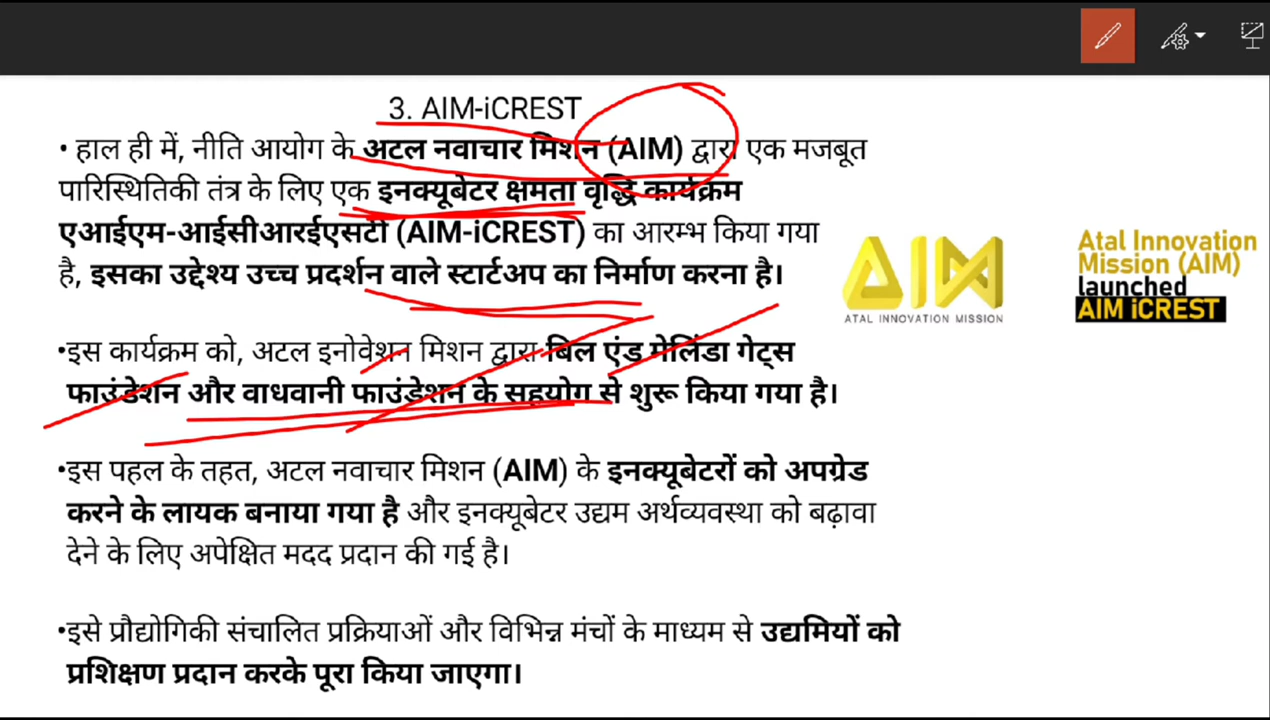 3. AIM-iCREST
• हाल ही में, नीति आयोग के अटल नवाचार मिशन (AIM) द्वारा एक मजबूत
पारिस्थितिकी तंत्र के लिए एक इनक्यूबेटर क्षमता वृद्धि कार्यक्रम
एआईएम-आईसीआरईएसटी (AIM-iCREST) का आरम्भ किया गया
है, इसका उद्देश्य उच्च प्रदर्शन वाले स्टार्टअप का निर्माण करना है।
•इस कार्यक्रम को, अटल इनोवेशन मिशन द्वारा बिल एंड मेलिंडा गेट्स
फाउंडेशन और वाधवानी फाउंडेशन के सहयोग से शुरू किया गया है।
•इस पहल के तहत, अटल नवाचार मिशन (AIM) के इनक्यूबेटरों को अपग्रेड
करने के लायक बनाया गया है और इनक्यूबेटर उद्यम अर्थव्यवस्था को बढ़ावा
देने के लिए अपेक्षित मदद प्रदान की गई है।
•इसे प्रौद्योगिकी संचालित प्रक्रियाओं और विभिन्न मंचों के माध्यम से उद्यमियों को
प्रशिक्षण प्रदान करके पूरा किया जाएगा।
AIM
ATAL INNOVATION MISSION
Atal Innovation
Mission (AIM)
launched
AIM iCREST